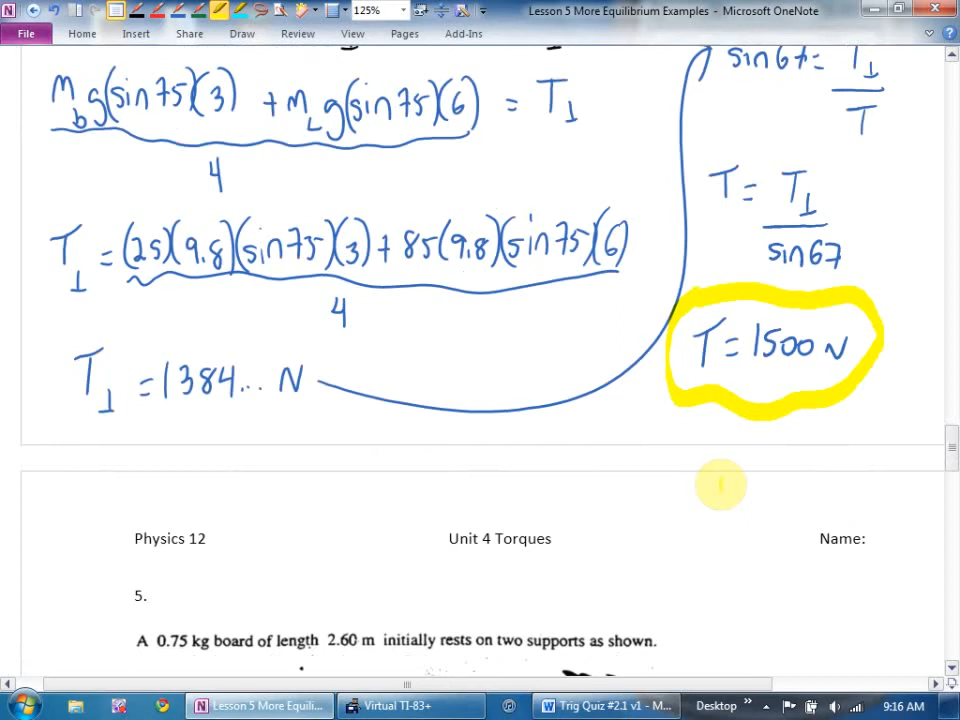 125%
Lesson 5 More Equilibrium Examples - Microsoft OneNote
File Home Insert Share Draw Review View Pages Add-Ins
m_b g(sin75)(3) + m_L g(sin75)(6) = T⊥
4
T⊥ = (25)(9.8)(sin75)(3) + 85(9.8)(sin75)(6)
4
T⊥ = 1384... N
sin67 = T⊥
T
T = T⊥
sin67
T = 1500 N
Physics 12 Unit 4 Torques Name:
5.
A 0.75 kg board of length 2.60 m initially rests on two supports as shown.
Lesson 5 More Equili... Virtual TI-83+ Trig Quiz #2.1 v1 - M... Desktop 9:16 AM